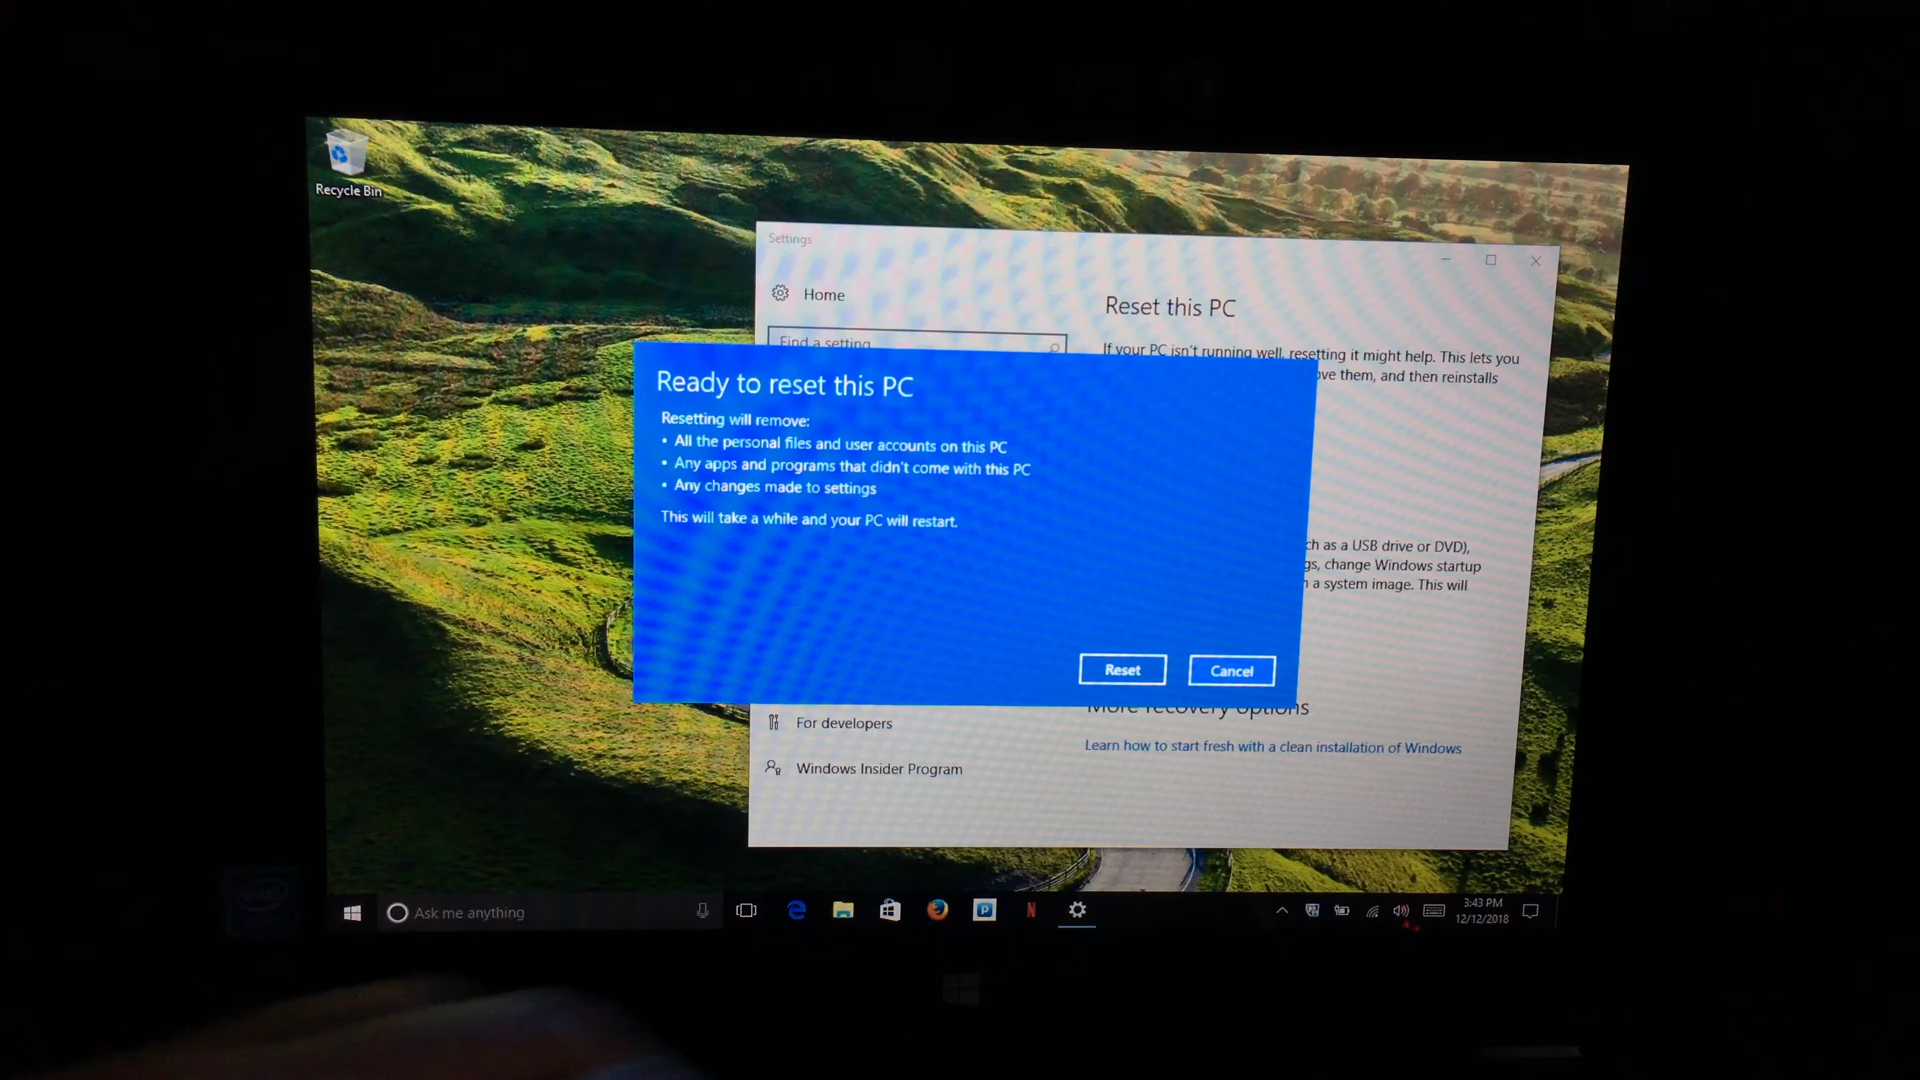 Recycle Bin
Settings
Home
Find a setting
Reset this PC
If your PC isn't running well, resetting it might help. This lets you
ve them, and then reinstalls
Ready to reset this PC
Resetting will remove:
• All the personal files and user accounts on this PC
• Any apps and programs that didn't come with this PC
• Any changes made to settings
This will take a while and your PC will restart.
ch as a USB drive or DVD),
gs, change Windows startup
a system image. This will
Reset
Cancel
More recovery options
For developers
Learn how to start fresh with a clean installation of Windows
Windows Insider Program
Ask me anything
P
N
3:43 PM
12/12/2018